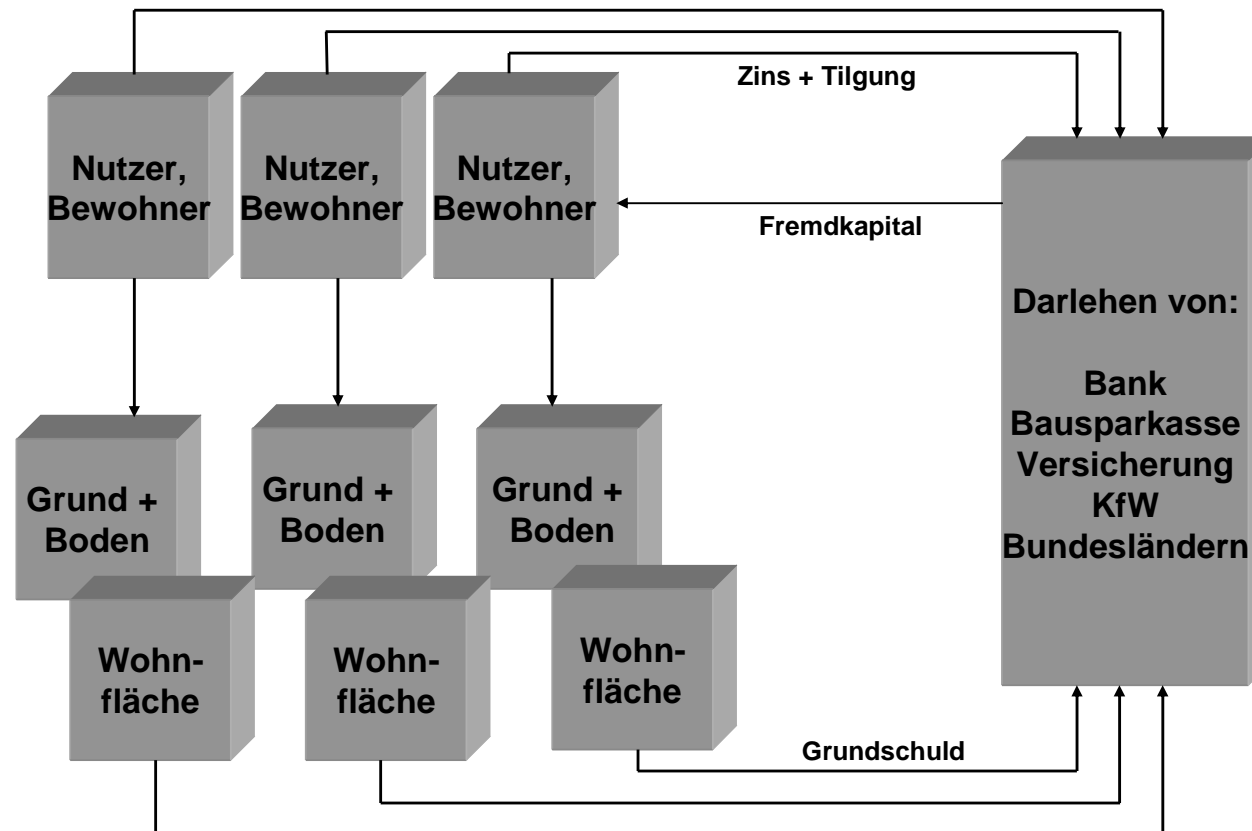 Zins + Tilgung
Nutzer,
Bewohner
Nutzer,
Bewohner
Nutzer,
Bewohner
Fremdkapital
Darlehen von:
Bank
Bausparkasse
Versicherung
KfW
Bundesländern
Grund +
Boden
Grund +
Boden
Grund +
Boden
Wohn-
fläche
Wohn-
fläche
Wohn-
fläche
Grundschuld